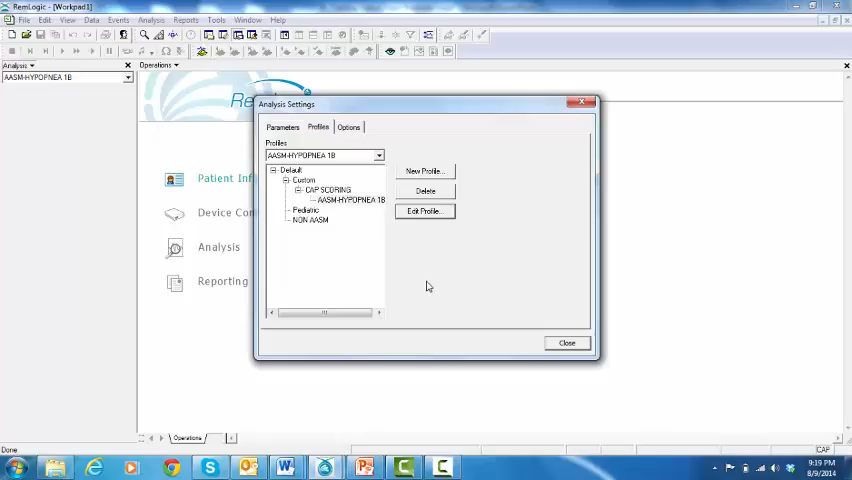 RemLogic - [Workpad1]
File Edit View Data Events Analysis Reports Tools Window Help
Analysis
Operations
AASM-HYPOPNEA 1B
Re
Analysis Settings
Parameters Profiles Options
Profiles
AASM-HYPOPNEA 1B
Default
Custom
CAP SCORING
AASM-HYPOPNEA 1B
Pediatric
NON AASM
New Profile...
Delete
Edit Profile...
Close
Patient Inf
Device Con
Analysis
Reporting
Operations
Done
CAP
9:19 PM
8/9/2014